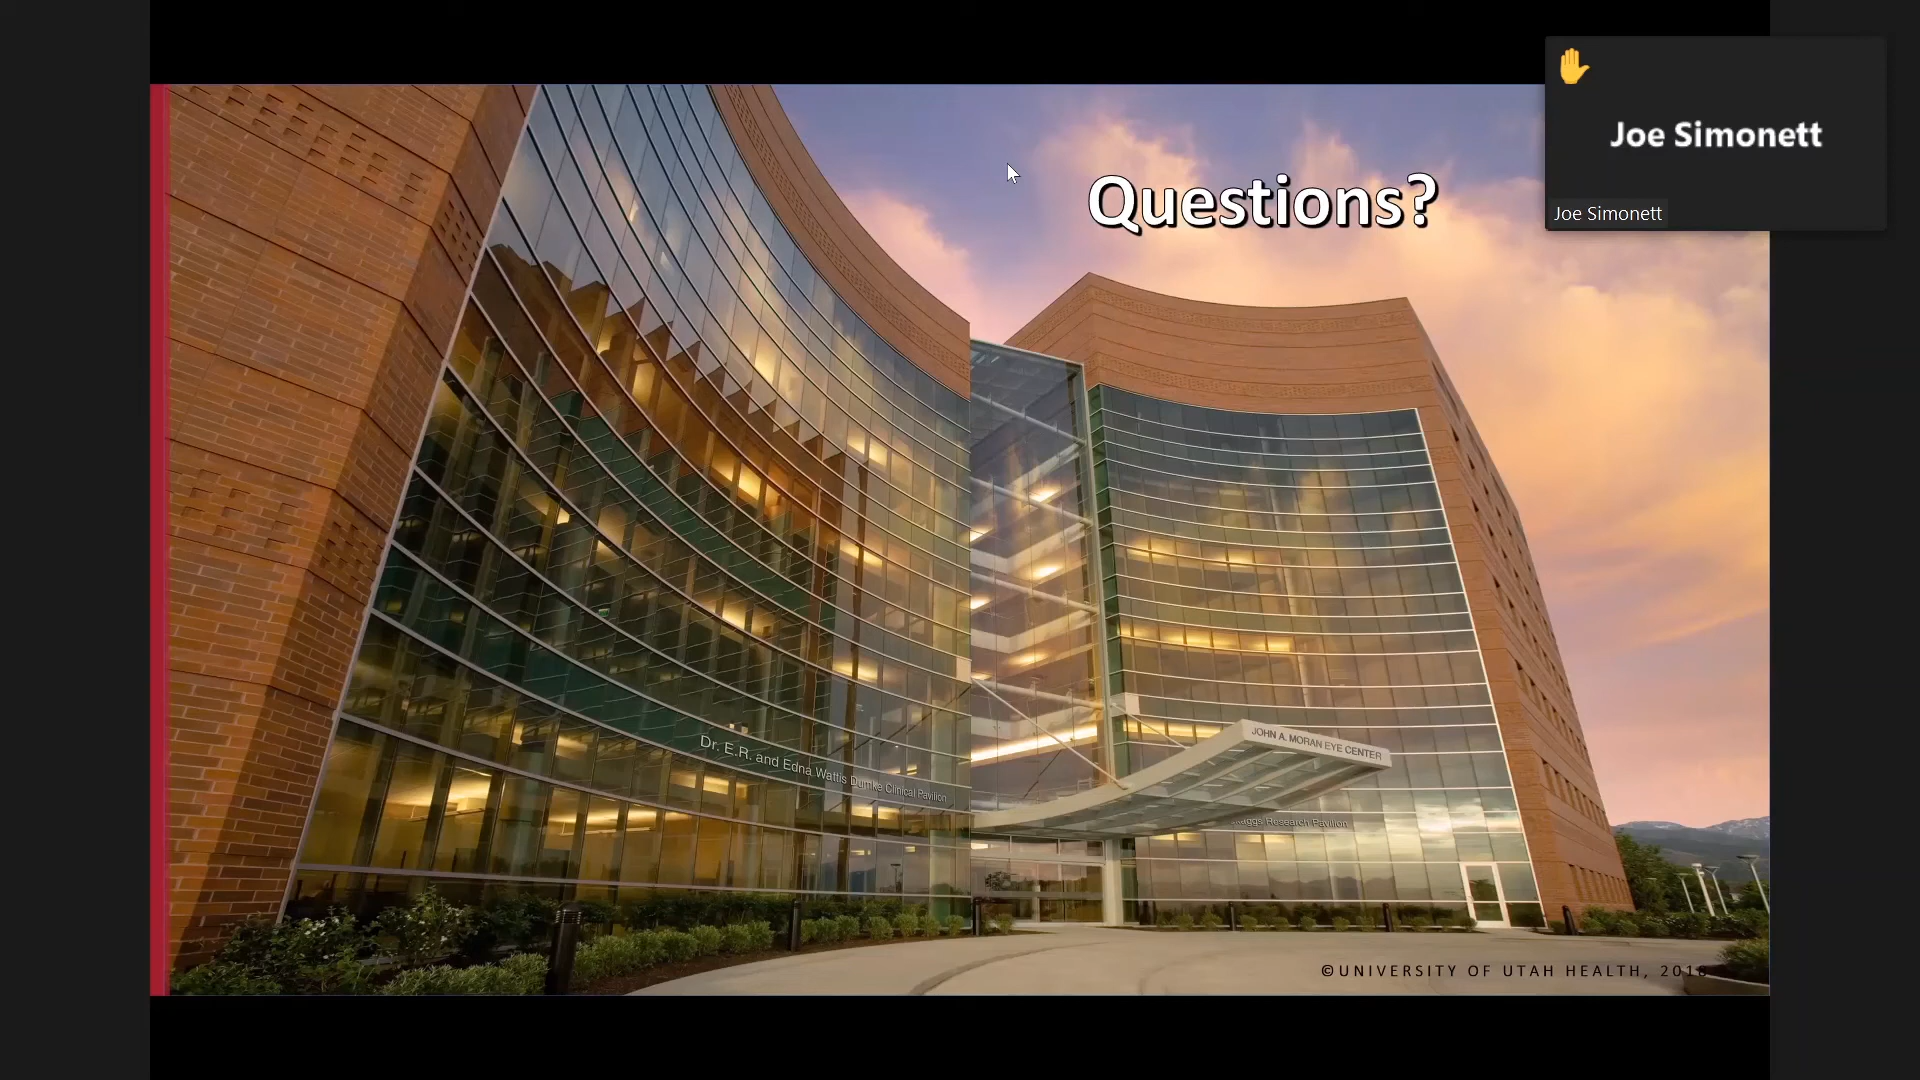 Questions?
Joe Simonett
Joe Simonett
Dr. E.R. and Edna Wattis Dumke Clinical Pavilion
JOHN A. MORAN EYE CENTER
Research Pavilion
©UNIVERSITY OF UTAH HEALTH, 2018